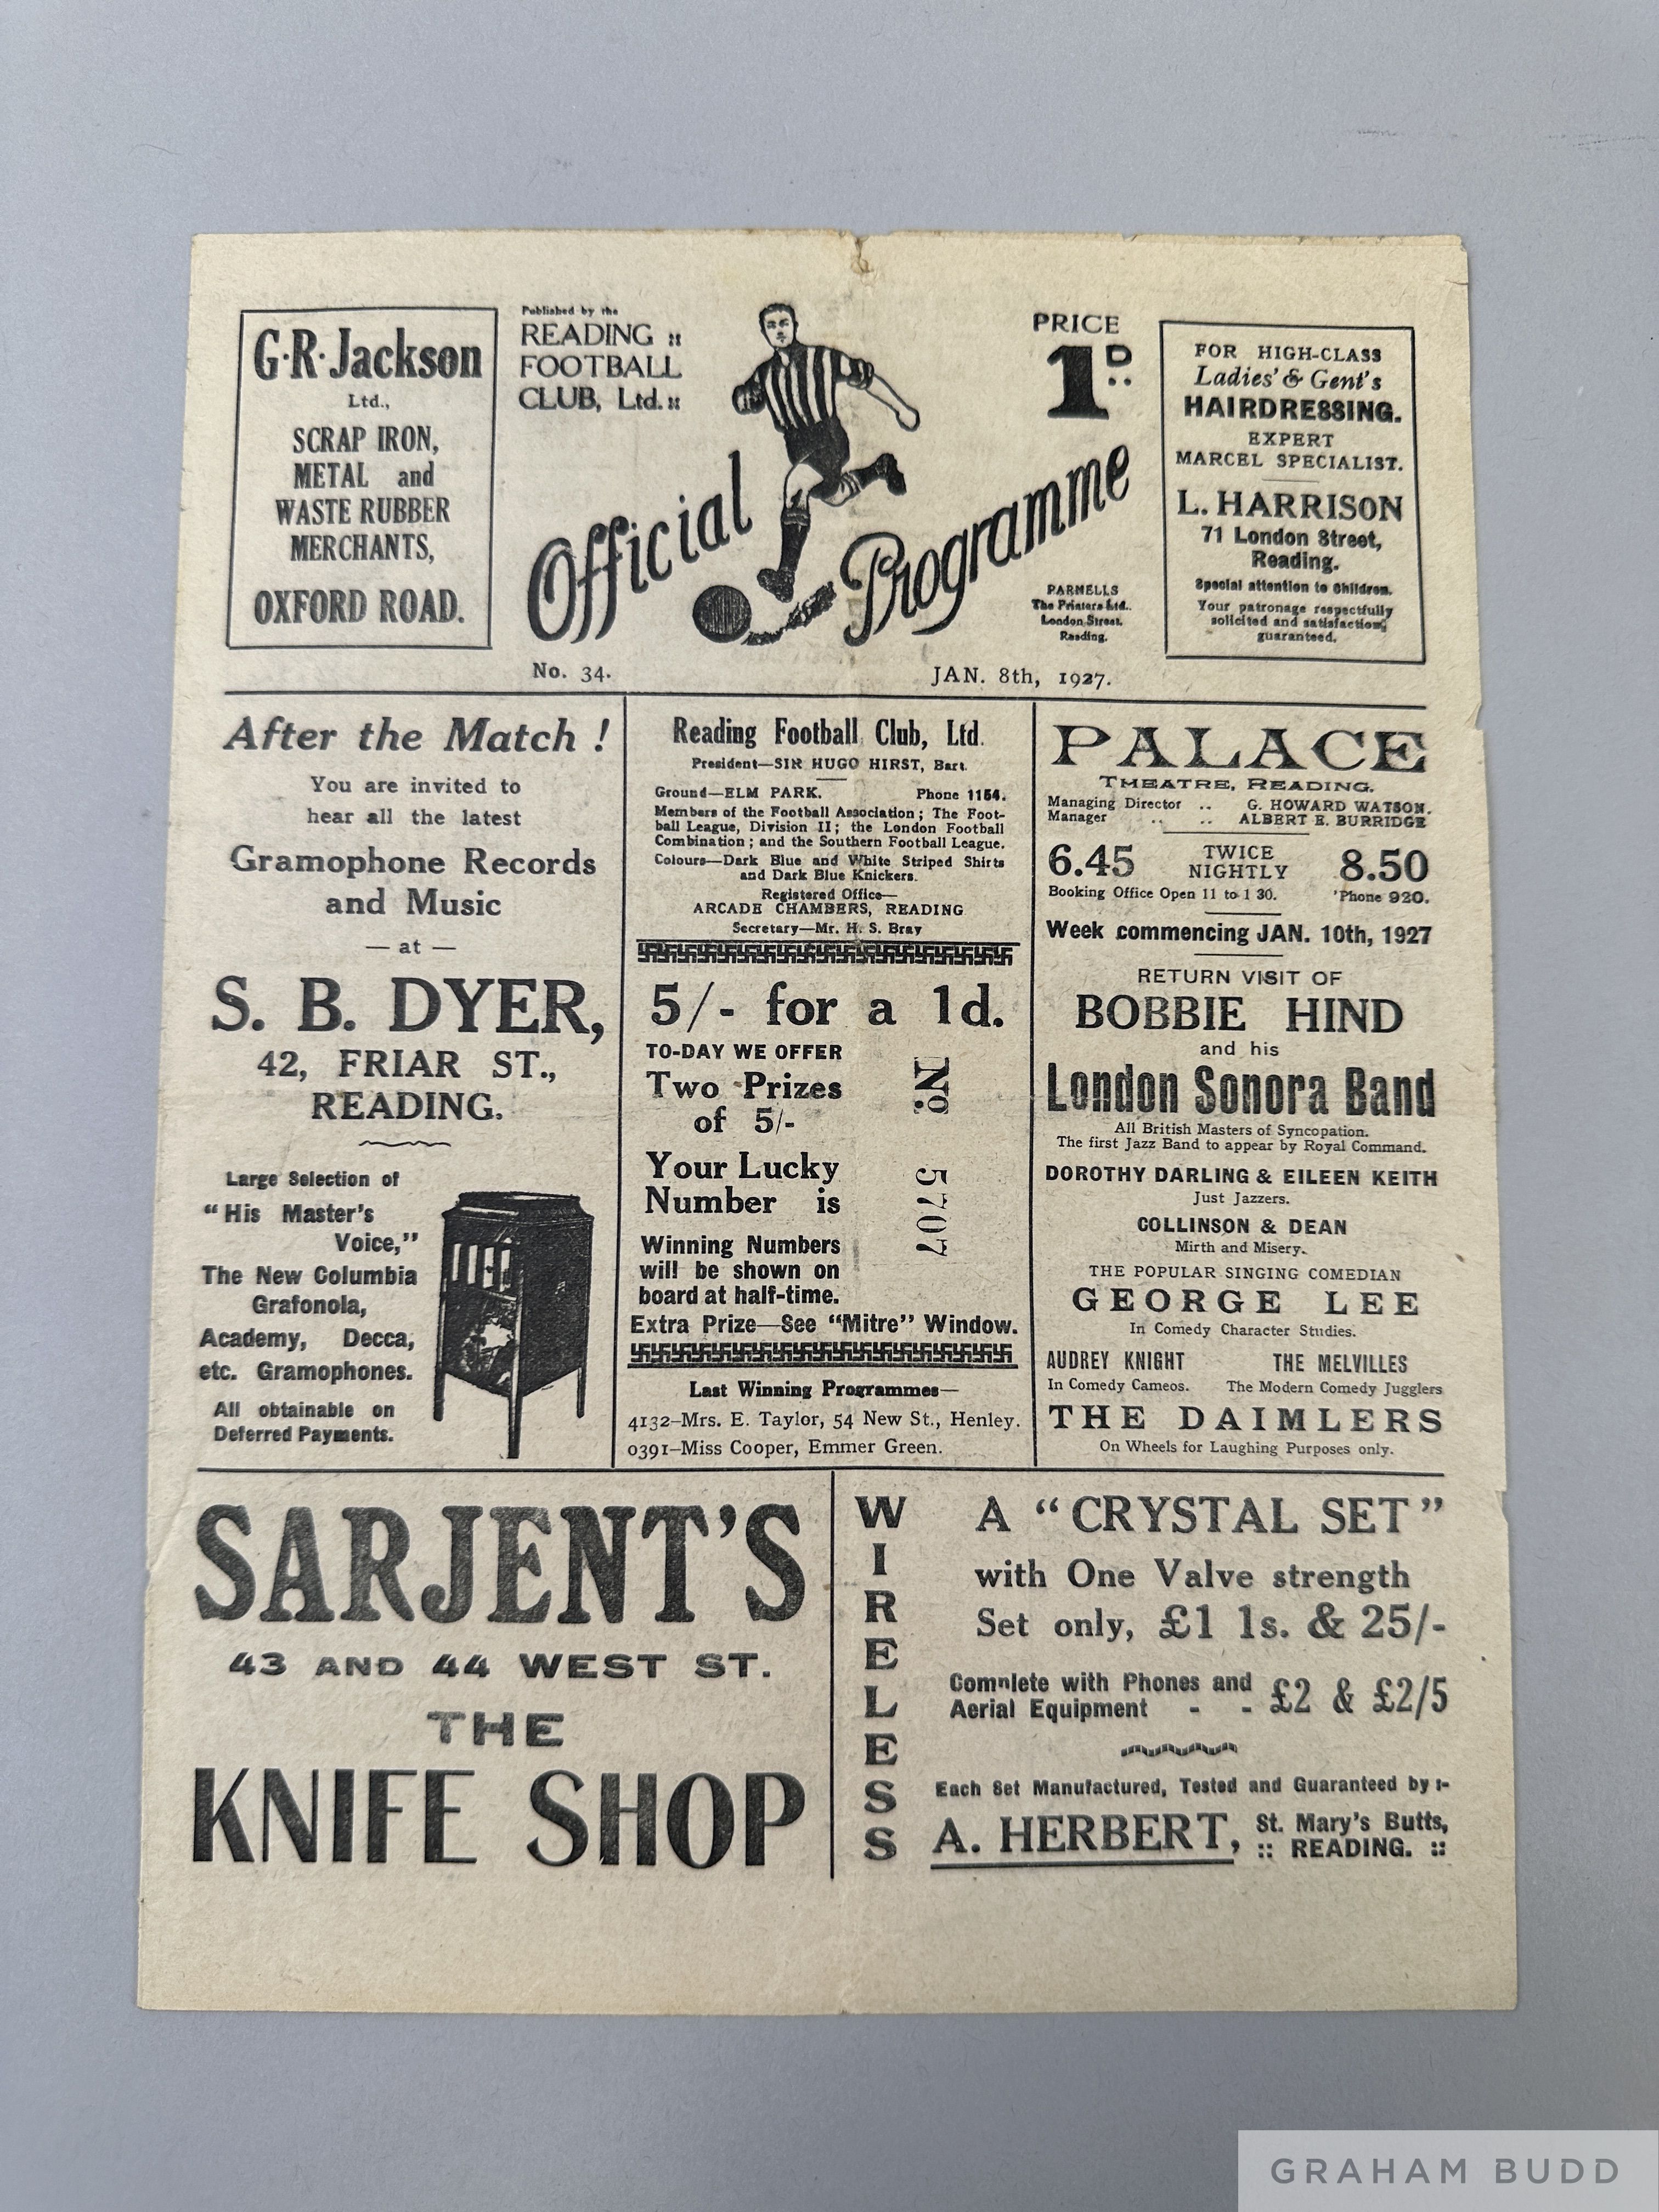 G·R·Jackson
Ltd.,
SCRAP IRON,
METAL and
WASTE RUBBER
MERCHANTS,
OXFORD ROAD.
Published by the
READING ::
FOOTBALL
CLUB, Ltd. ::
Official Programme
PRICE
1D..
PARNELLS
The Printers Ltd.
London Street.
Reading.
No. 34.
JAN. 8th, 1927.
FOR HIGH-CLASS
Ladies' & Gent's
HAIRDRESSING.
EXPERT
MARCEL SPECIALIST.
L. HARRISON
71 London Street,
Reading.
Special attention to Children.
Your patronage respectfully
solicited and satisfaction
guaranteed.
After the Match !
You are invited to
hear all the latest
Gramophone Records
and Music
— at —
S. B. DYER,
42, FRIAR ST.,
READING.
Large Selection of
"His Master's
Voice,"
The New Columbia
Grafonola,
Academy, Decca,
etc. Gramophones.
All obtainable on
Deferred Payments.
Reading Football Club, Ltd.
President—SIR HUGO HIRST, Bart.
Ground—ELM PARK. Phone 1154.
Members of the Football Association; The Foot-
ball League, Division II; the London Football
Combination; and the Southern Football League.
Colours—Dark Blue and White Striped Shirts
and Dark Blue Knickers.
Registered Office—
ARCADE CHAMBERS, READING
Secretary—Mr. H. S. Bray
5/- for a 1d.
TO-DAY WE OFFER
Two Prizes
of 5/-
Your Lucky
Number is
No. 5707
Winning Numbers
will be shown on
board at half-time.
Extra Prize—See "Mitre" Window.
Last Winning Programmes—
4132–Mrs. E. Taylor, 54 New St., Henley.
0391–Miss Cooper, Emmer Green.
PALACE
THEATRE, READING.
Managing Director .. G. HOWARD WATSON.
Manager .. .. ALBERT E. BURRIDGE
6.45 TWICE NIGHTLY 8.50
Booking Office Open 11 to 1 30. 'Phone 920.
Week commencing JAN. 10th, 1927
RETURN VISIT OF
BOBBIE HIND
and his
London Sonora Band
All British Masters of Syncopation.
The first Jazz Band to appear by Royal Command.
DOROTHY DARLING & EILEEN KEITH
Just Jazzers.
COLLINSON & DEAN
Mirth and Misery.
THE POPULAR SINGING COMEDIAN
GEORGE LEE
In Comedy Character Studies.
AUDREY KNIGHT THE MELVILLES
In Comedy Cameos. The Modern Comedy Jugglers
THE DAIMLERS
On Wheels for Laughing Purposes only.
SARJENT'S
43 AND 44 WEST ST.
THE
KNIFE SHOP
WIRELESS
A "CRYSTAL SET"
with One Valve strength
Set only, £1 1s. & 25/-
Complete with Phones and
Aerial Equipment - - £2 & £2/5
Each Set Manufactured, Tested and Guaranteed by :-
A. HERBERT, St. Mary's Butts,
:: READING. ::
GRAHAM BUDD